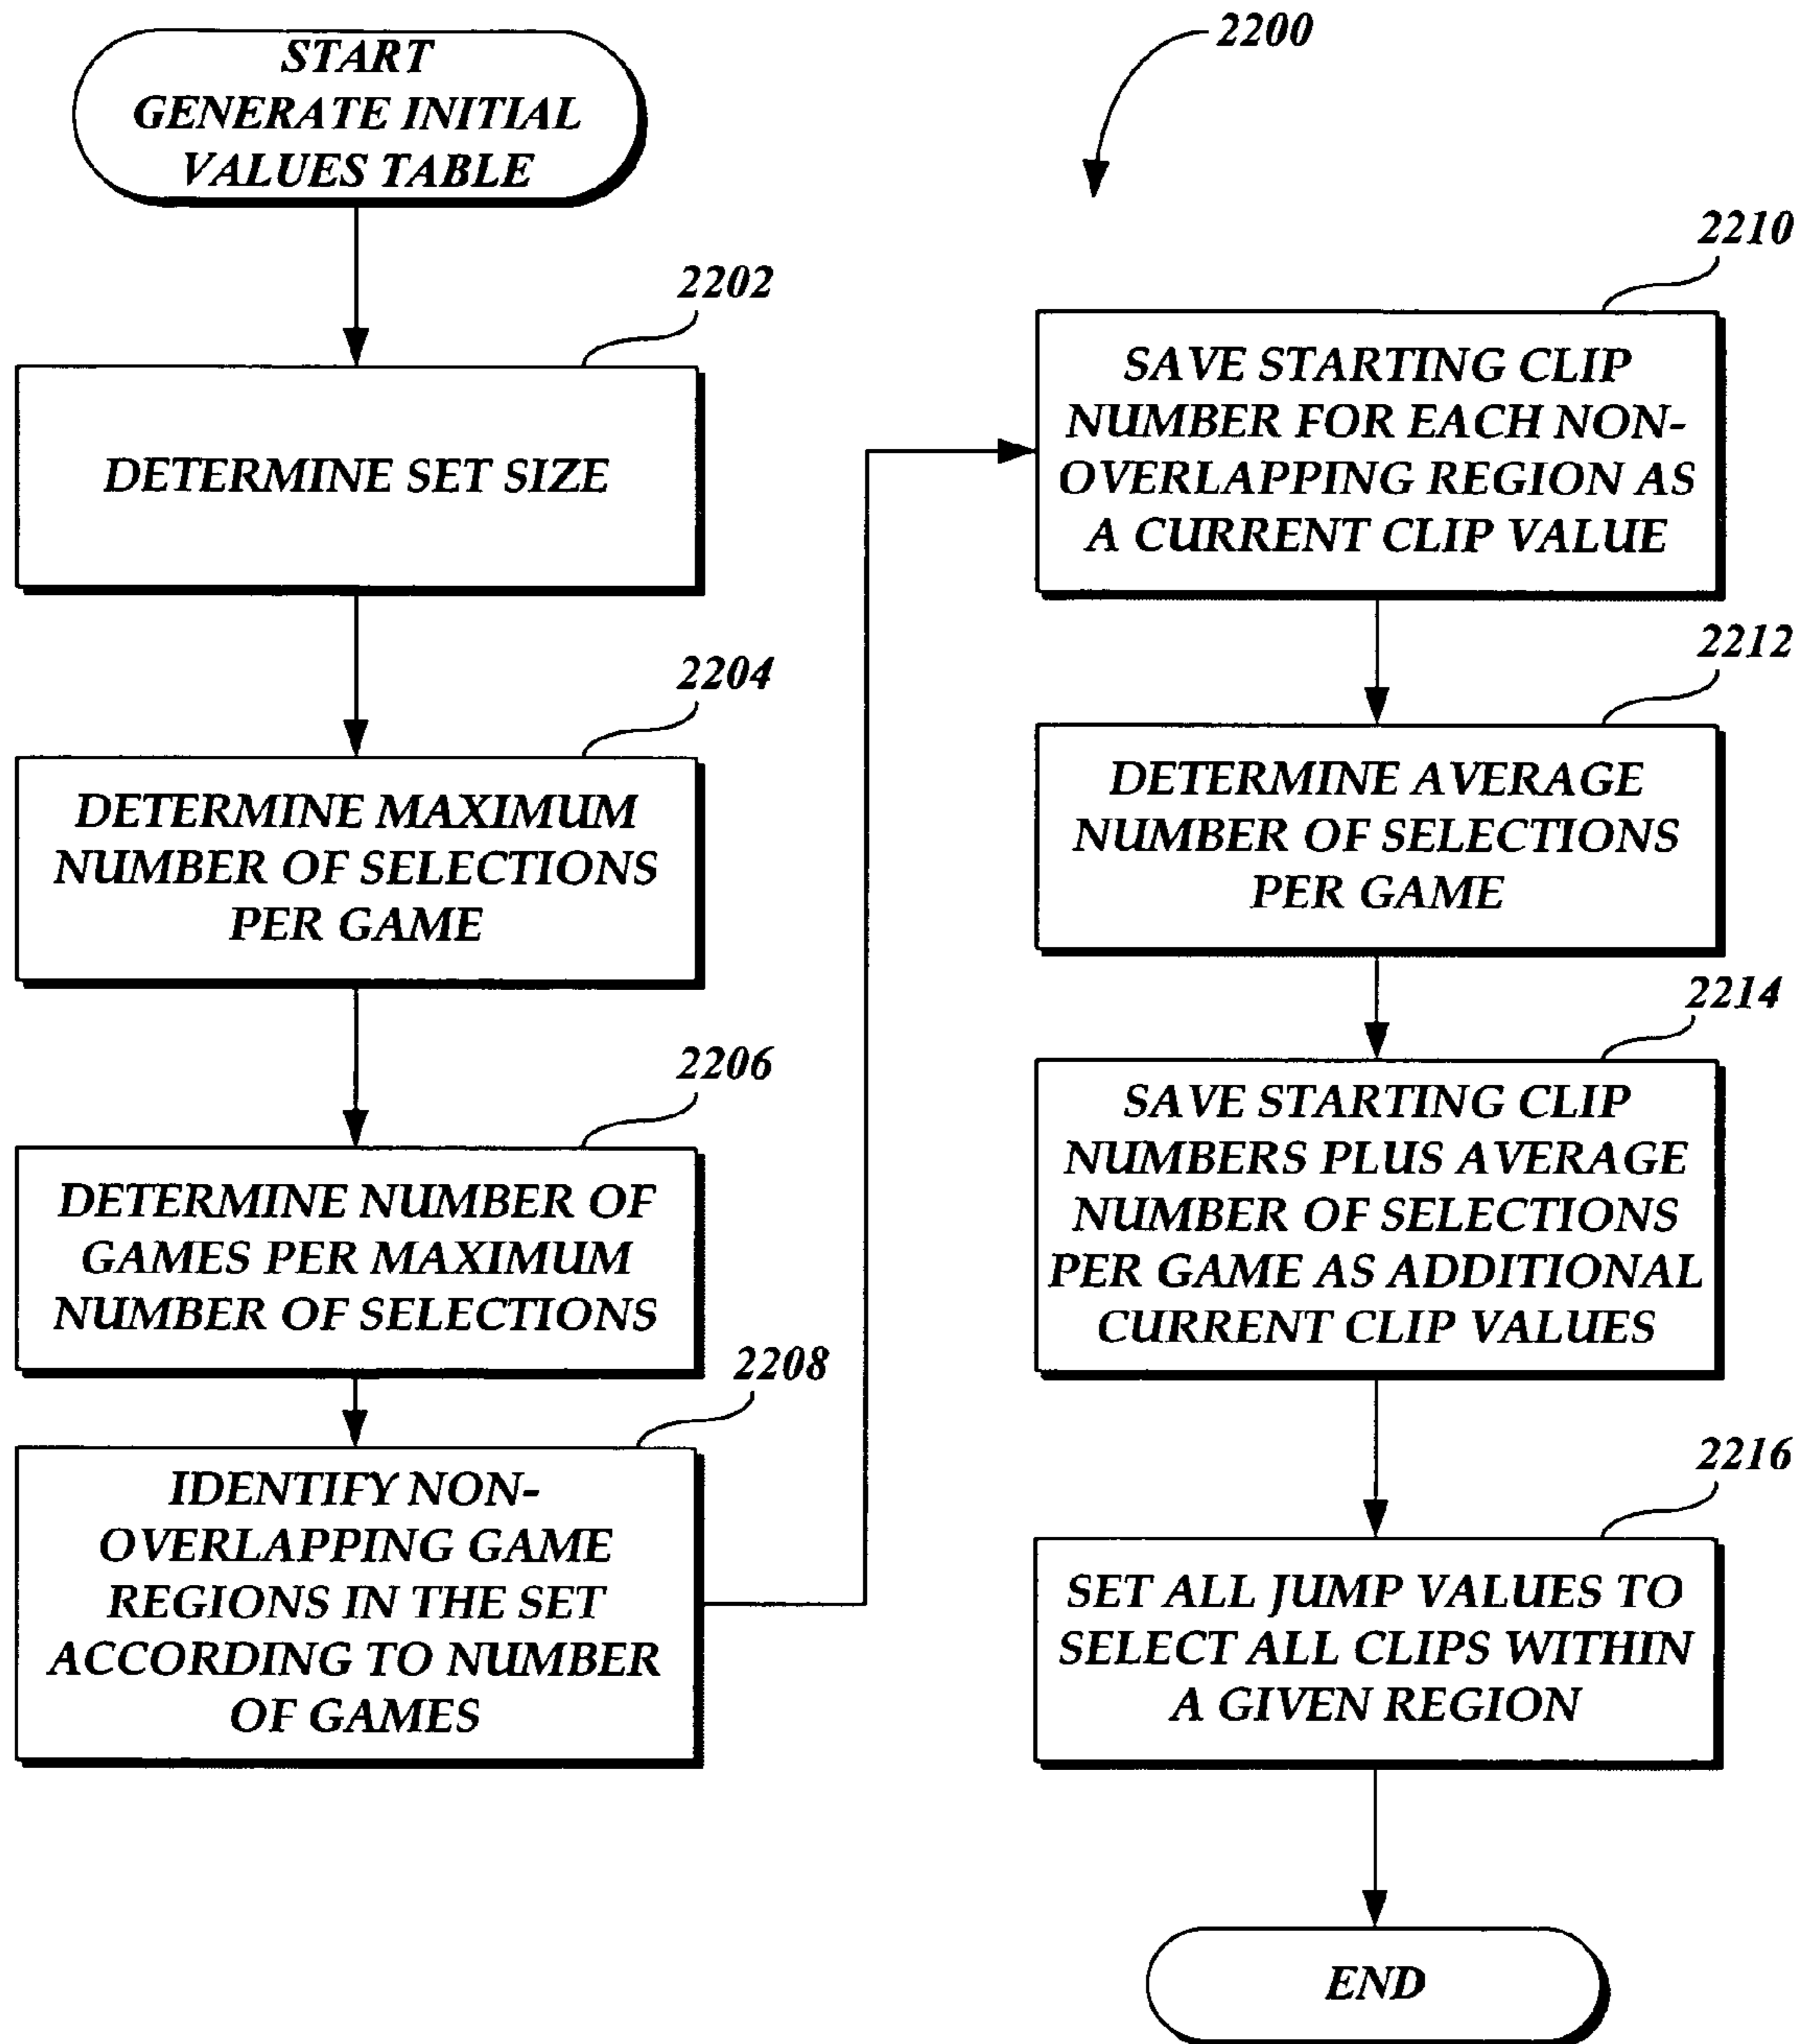 START
GENERATE INITIAL
VALUES TABLE
2202
DETERMINE SET SIZE
2204
DETERMINE MAXIMUM
NUMBER OF SELECTIONS
PER GAME
2206
DETERMINE NUMBER OF
GAMES PER MAXIMUM
NUMBER OF SELECTIONS
2208
IDENTIFY NON-
OVERLAPPING GAME
REGIONS IN THE SET
ACCORDING TO NUMBER
OF GAMES
2200
2210
SAVE STARTING CLIP
NUMBER FOR EACH NON-
OVERLAPPING REGION AS
A CURRENT CLIP VALUE
2212
DETERMINE AVERAGE
NUMBER OF SELECTIONS
PER GAME
2214
SAVE STARTING CLIP
NUMBERS PLUS AVERAGE
NUMBER OF SELECTIONS
PER GAME AS ADDITIONAL
CURRENT CLIP VALUES
2216
SET ALL JUMP VALUES TO
SELECT ALL CLIPS WITHIN
A GIVEN REGION
END